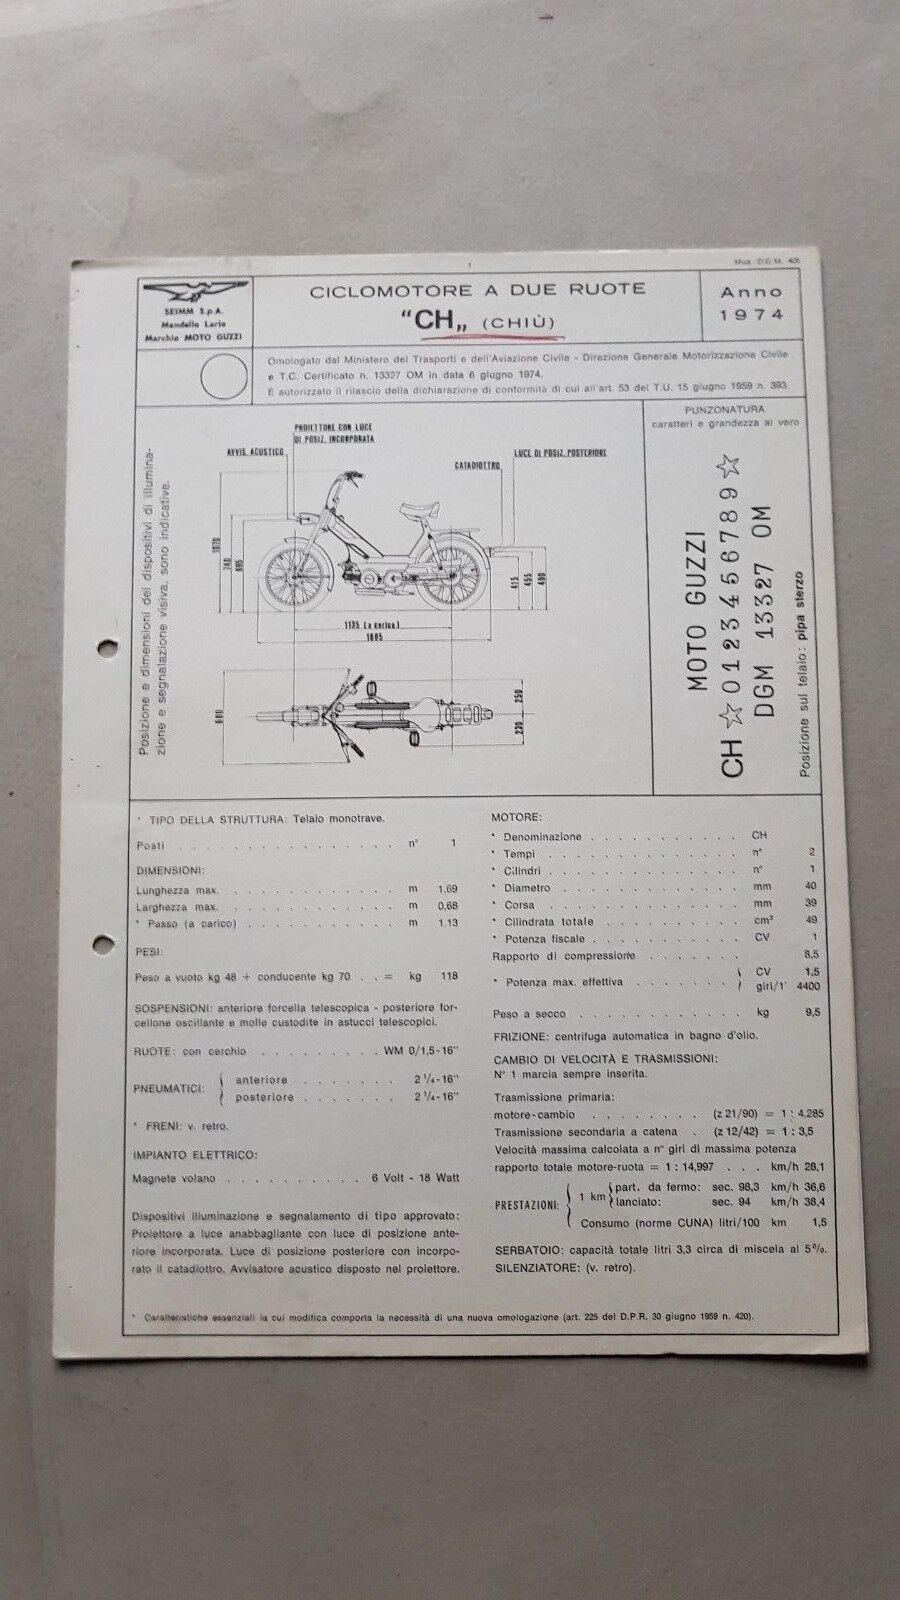 1
Mod. D.G.M. 405
SEIMM S.p.A.
Mandello Lario
Marchio MOTO GUZZI
CICLOMOTORE A DUE RUOTE
"CH„ (CHIÙ)
Anno
1974
Omologato dal Ministero dei Trasporti e dell'Aviazione Civile - Direzione Generale Motorizzazione Civile
e T.C. Certificato n. 13327 OM in data 6 giugno 1974.
È autorizzato il rilascio della dichiarazione di conformità di cui all'art. 53 del T.U. 15 giugno 1959 n. 393.
Posizione e dimensioni dei dispositivi di illumina-
zione e segnalazione visiva, sono indicative.
PROIETTORE CON LUCE
DI POSIZ. INCORPORATA
AVVIS. ACUSTICO
CATADIOTTRO
LUCE DI POSIZ. POSTERIORE
1070
740
695
415
455
490
1135 (a carico)
1685
680
250
230
PUNZONATURA
caratteri e grandezza al vero
MOTO GUZZI
CH ☆ 0123456789 ☆
DGM 13327 OM
Posizione sul telaio: pipa sterzo
* TIPO DELLA STRUTTURA: Telaio monotrave.
Posti . . . . . . . . . . . . . . . . n° 1
DIMENSIONI:
Lunghezza max. . . . . . . . . . . . . m 1,69
Larghezza max. . . . . . . . . . . . . m 0,68
* Passo (a carico) . . . . . . . . . . . m 1.13
PESI:
Peso a vuoto kg 48 + conducente kg 70 . . = kg 118
SOSPENSIONI: anteriore forcella telescopica - posteriore for-
cellone oscillante e molle custodite in astucci telescopici.
RUOTE: con cerchio . . . . . . . . . WM 0/1,5-16"
PNEUMATICI: { anteriore . . . . . . . 2 1/4-16"
posteriore . . . . . . . 2 1/4-16"
* FRENI: v. retro.
IMPIANTO ELETTRICO:
Magnete volano . . . . . . . . . . 6 Volt - 18 Watt
Dispositivi illuminazione e segnalamento di tipo approvato:
Proiettore a luce anabbagliante con luce di posizione ante-
riore incorporata. Luce di posizione posteriore con incorpo-
rato il catadiottro. Avvisatore acustico disposto nel proiettore.
MOTORE:
* Denominazione . . . . . . . . . . . CH
* Tempi . . . . . . . . . . . . . . n° 2
* Cilindri . . . . . . . . . . . . . . n° 1
* Diametro . . . . . . . . . . . . . mm 40
* Corsa . . . . . . . . . . . . . . mm 39
* Cilindrata totale . . . . . . . . . . . cm³ 49
* Potenza fiscale . . . . . . . . . . . CV 1
Rapporto di compressione . . . . . . . 8,5
* Potenza max. effettiva . . . . . . . { CV 1,5
giri/1' 4400
Peso a secco . . . . . . . . . . . . kg 9,5
FRIZIONE: centrifuga automatica in bagno d'olio.
CAMBIO DI VELOCITÀ E TRASMISSIONI:
N° 1 marcia sempre inserita.
Trasmissione primaria:
motore-cambio . . . . . . . . (z 21/90) = 1 : 4,285
Trasmissione secondaria a catena . (z 12/42) = 1 : 3,5
Velocità massima calcolata a n° giri di massima potenza
rapporto totale motore-ruota = 1 : 14,997 . . . km/h 28,1
PRESTAZIONI: { 1 km { part. da fermo: sec. 98,3 km/h 36,6
lanciato: sec. 94 km/h 38,4
Consumo (norme CUNA) litri/100 km 1,5
SERBATOIO: capacità totale litri 3,3 circa di miscela al 5%.
SILENZIATORE: (v. retro).
* Caratteristiche essenziali la cui modifica comporta la necessità di una nuova omologazione (art. 225 del D.P.R. 30 giugno 1959 n. 420).